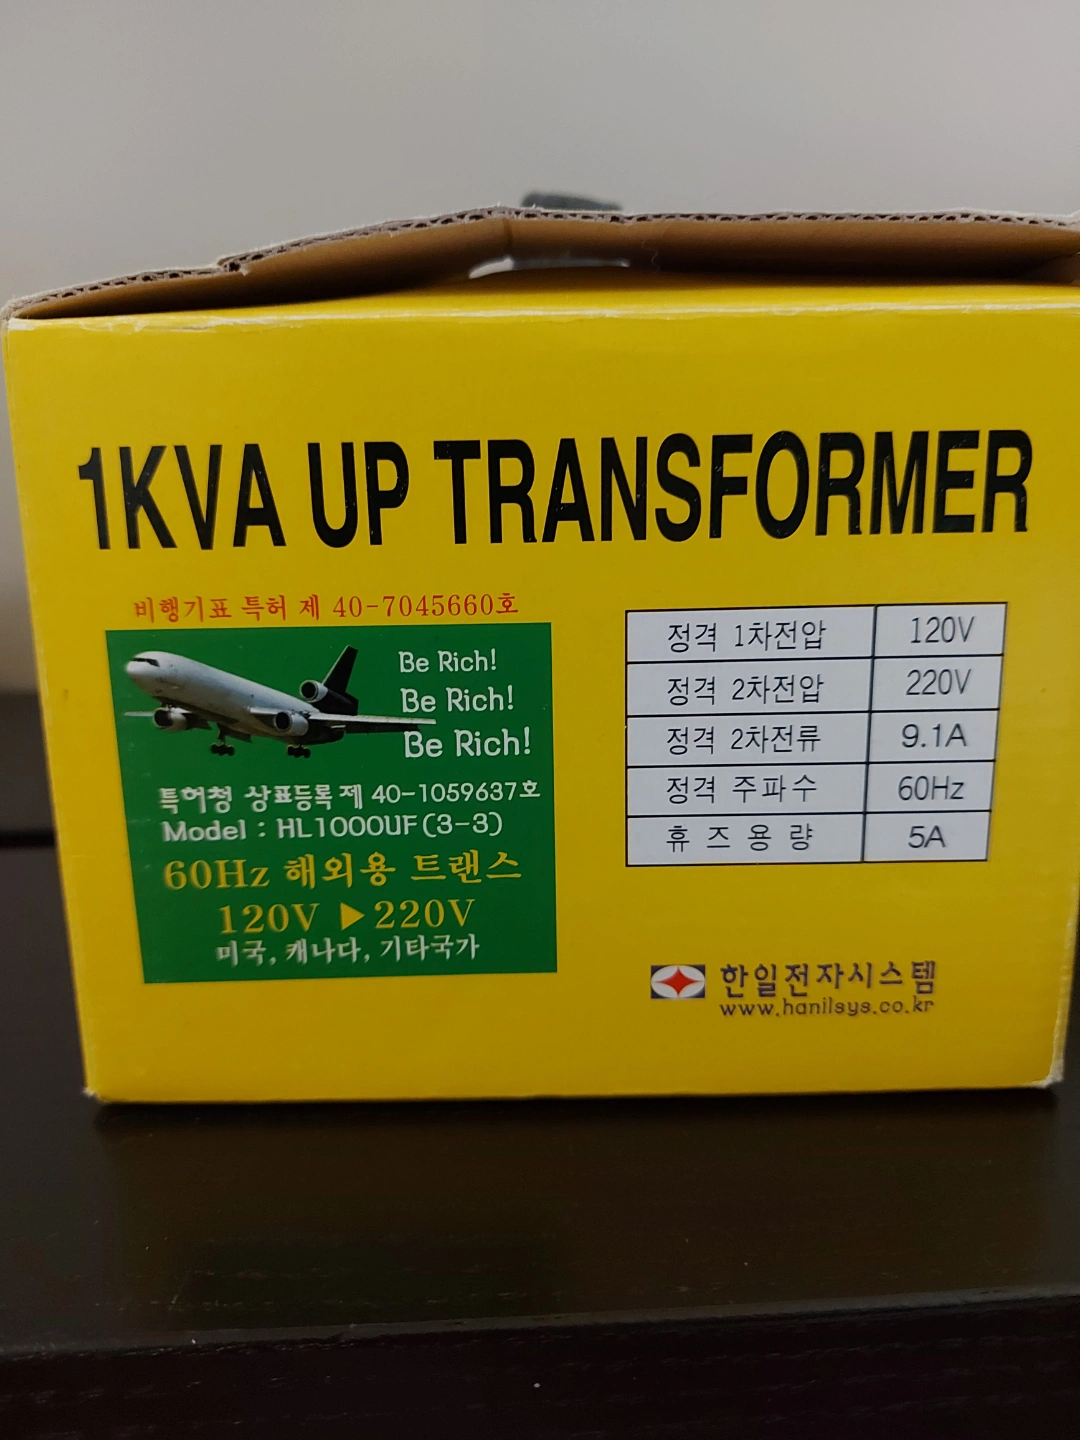 1KVA UP TRANSFORMER
비행기표 특허 제 40-7045660호
Be Rich!
Be Rich!
Be Rich!
특허청 상표등록 제 40-1059637호
Model : HL1000UF(3-3)
60Hz 해외용 트랜스
120V ▶ 220V
미국, 캐나다, 기타국가
정격 1차전압 120V
정격 2차전압 220V
정격 2차전류 9.1A
정격 주파수 60Hz
휴 즈 용 량 5A
한일전자시스템
www.hanilsys.co.kr